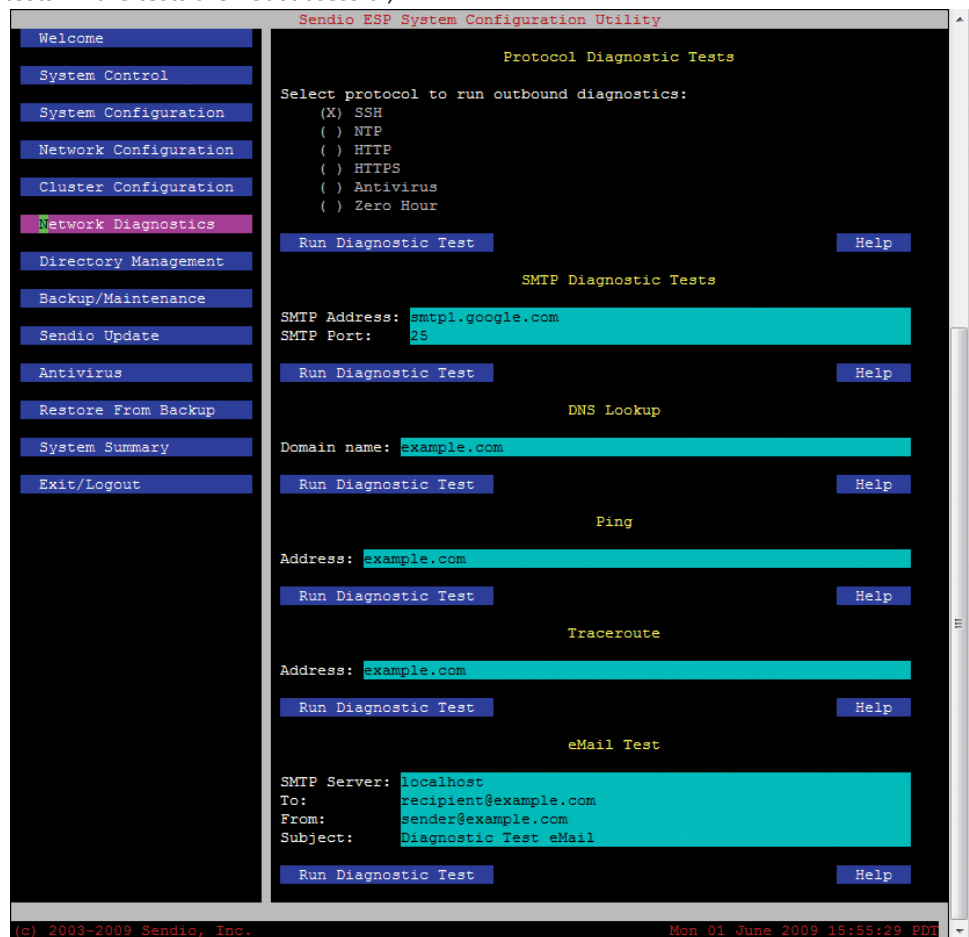 Sendio ESP System Configuration Utility
Welcome
System Control
System Configuration
Network Configuration
Cluster Configuration
Network Diagnostics
Directory Management
Backup/Maintenance
Sendio Update
Antivirus
Restore From Backup
System Summary
Exit/Logout
Protocol Diagnostic Tests
Select protocol to run outbound diagnostics:
(X) SSH
( ) NTP
( ) HTTP
( ) HTTPS
( ) Antivirus
( ) Zero Hour
Run Diagnostic Test Help
SMTP Diagnostic Tests
SMTP Address: smtp1.google.com
SMTP Port: 25
Run Diagnostic Test Help
DNS Lookup
Domain name: example.com
Run Diagnostic Test Help
Ping
Address: example.com
Run Diagnostic Test Help
Traceroute
Address: example.com
Run Diagnostic Test Help
eMail Test
SMTP Server: localhost
To: recipient@example.com
From: sender@example.com
Subject: Diagnostic Test eMail
Run Diagnostic Test Help
(c) 2003-2009 Sendio, Inc. Mon 01 June 2009 15:55:29 PDT